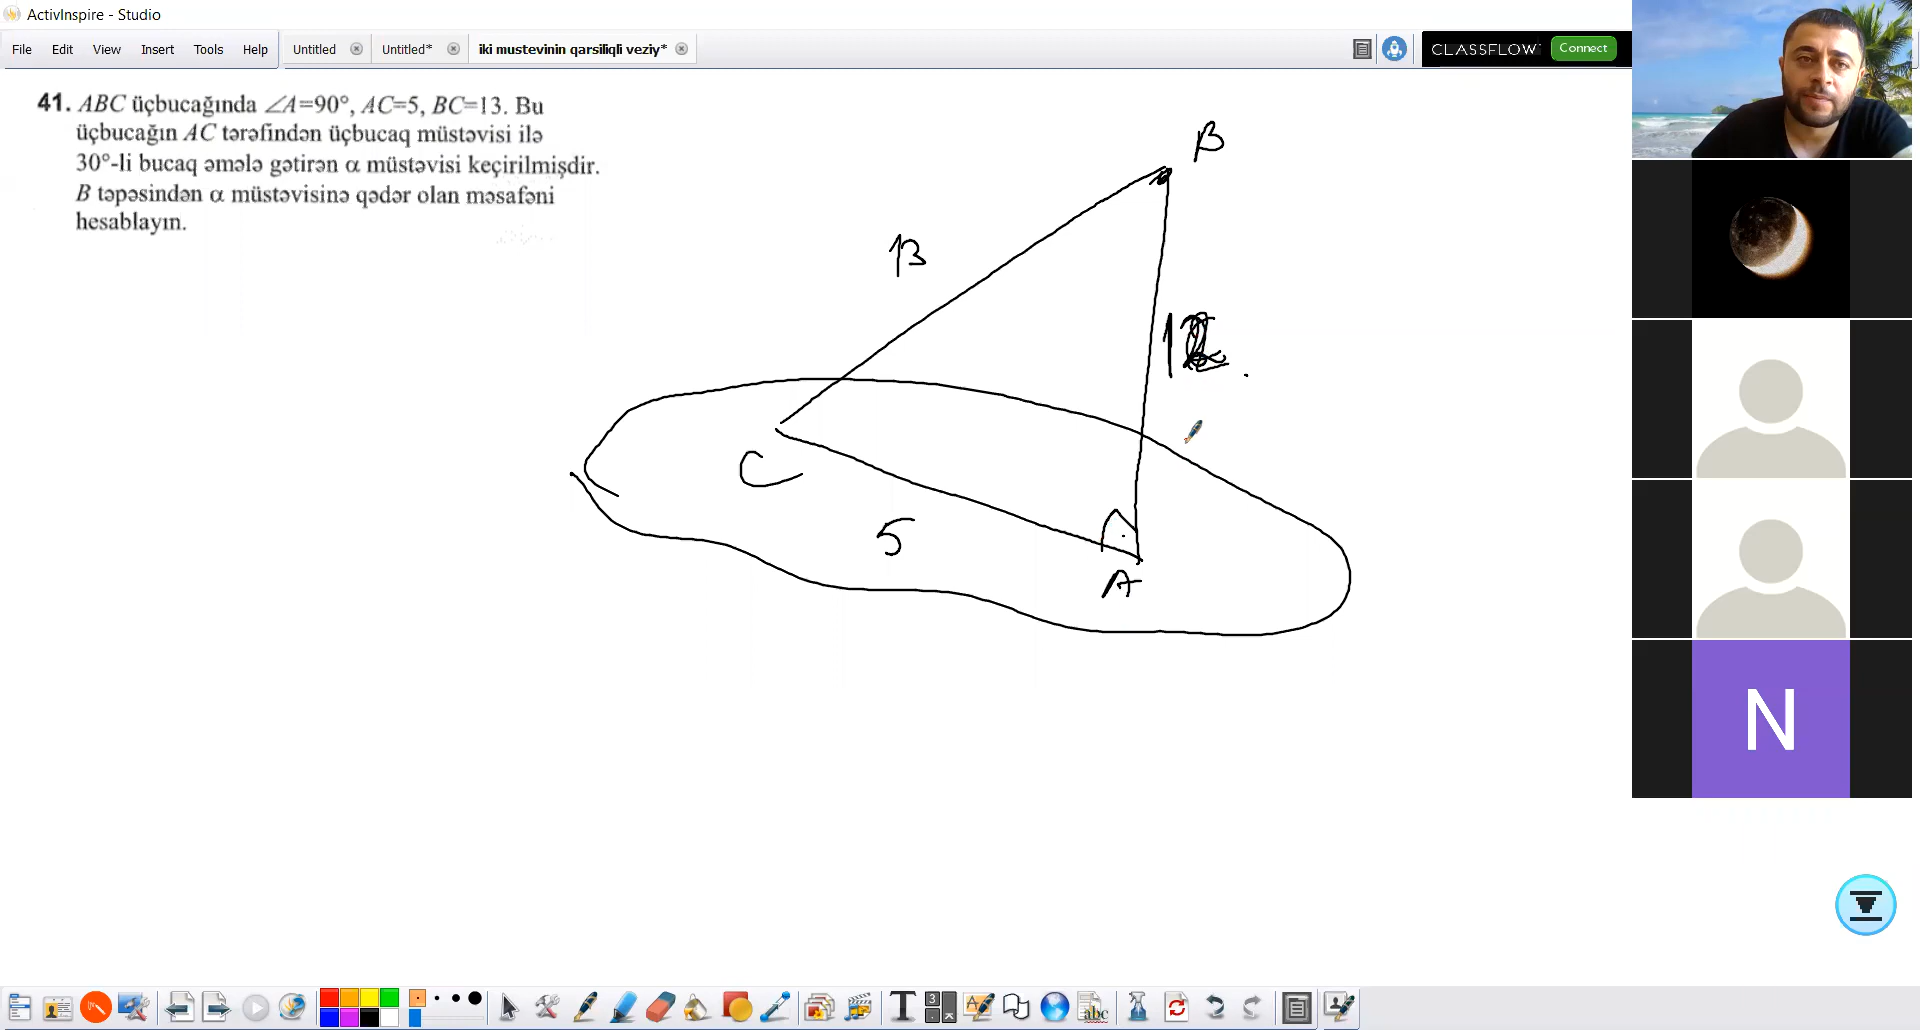 ActivInspire - Studio
File Edit View Insert Tools Help Untitled Untitled* iki mustevinin qarsiliqli veziy* CLASSFLOW Connect
41. ABC üçbucağında ∠A=90°, AC=5, BC=13. Bu
üçbucağın AC tərəfindən üçbucaq müstəvisi ilə
30°-li bucaq əmələ gətirən α müstəvisi keçirilmişdir.
B təpəsindən α müstəvisinə qədər olan məsafəni
hesablayın.
B
13
12
C
5
A
N